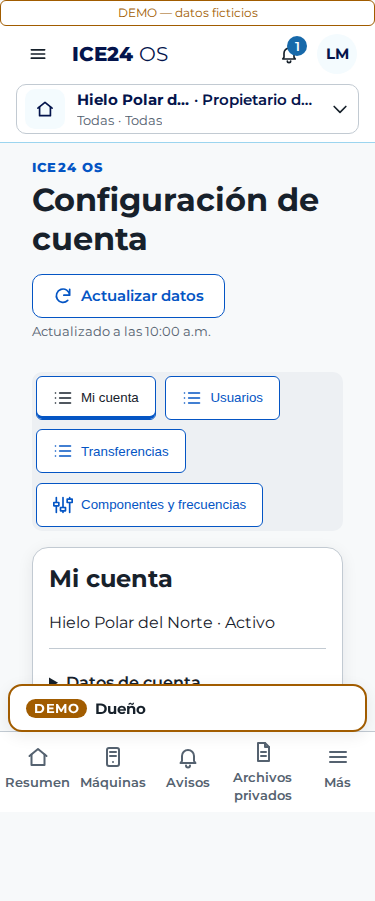 DEMO — datos ficticios
ICE24 OS
1
LM
Hielo Polar d... · Propietario d...
Todas · Todas
ICE24 OS
Configuración de
cuenta
Actualizar datos
Actualizado a las 10:00 a.m.
Mi cuenta
Usuarios
Transferencias
Componentes y frecuencias
Mi cuenta
Hielo Polar del Norte · Activo
Datos de cuenta
DEMO Dueño
Resumen
Máquinas
Avisos
Archivos
privados
Más